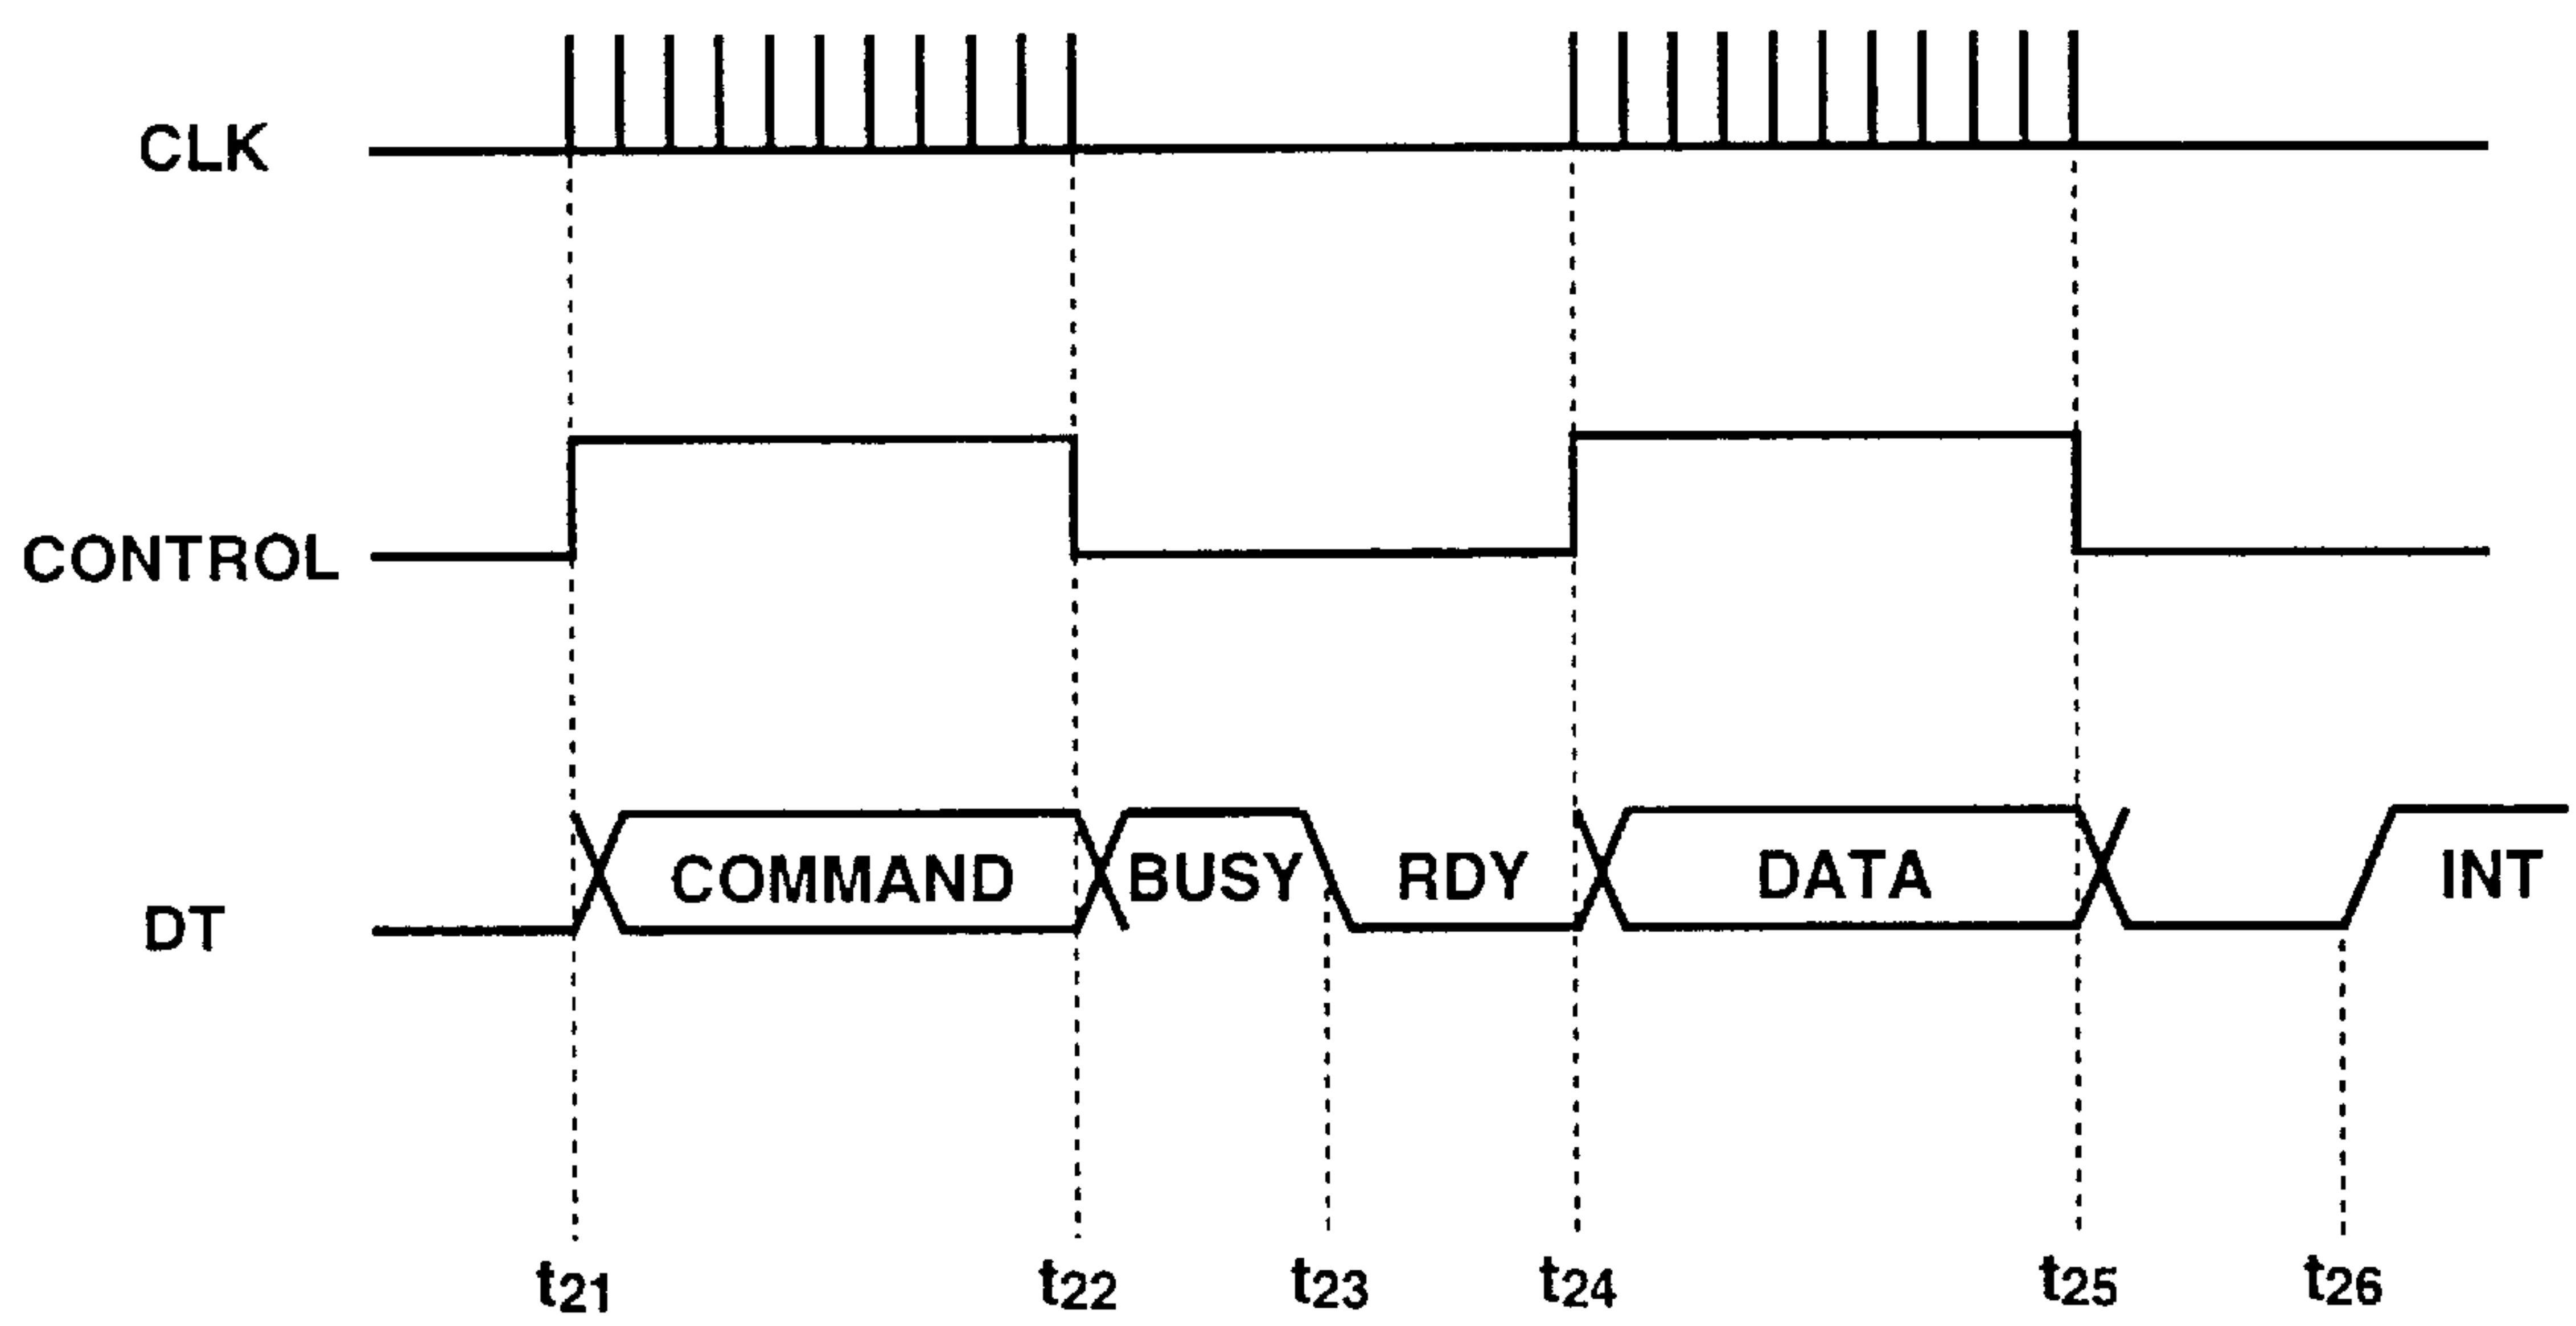 CLK
CONTROL
DT COMMAND BUSY RDY DATA INT
t21 t22 t23 t24 t25 t26